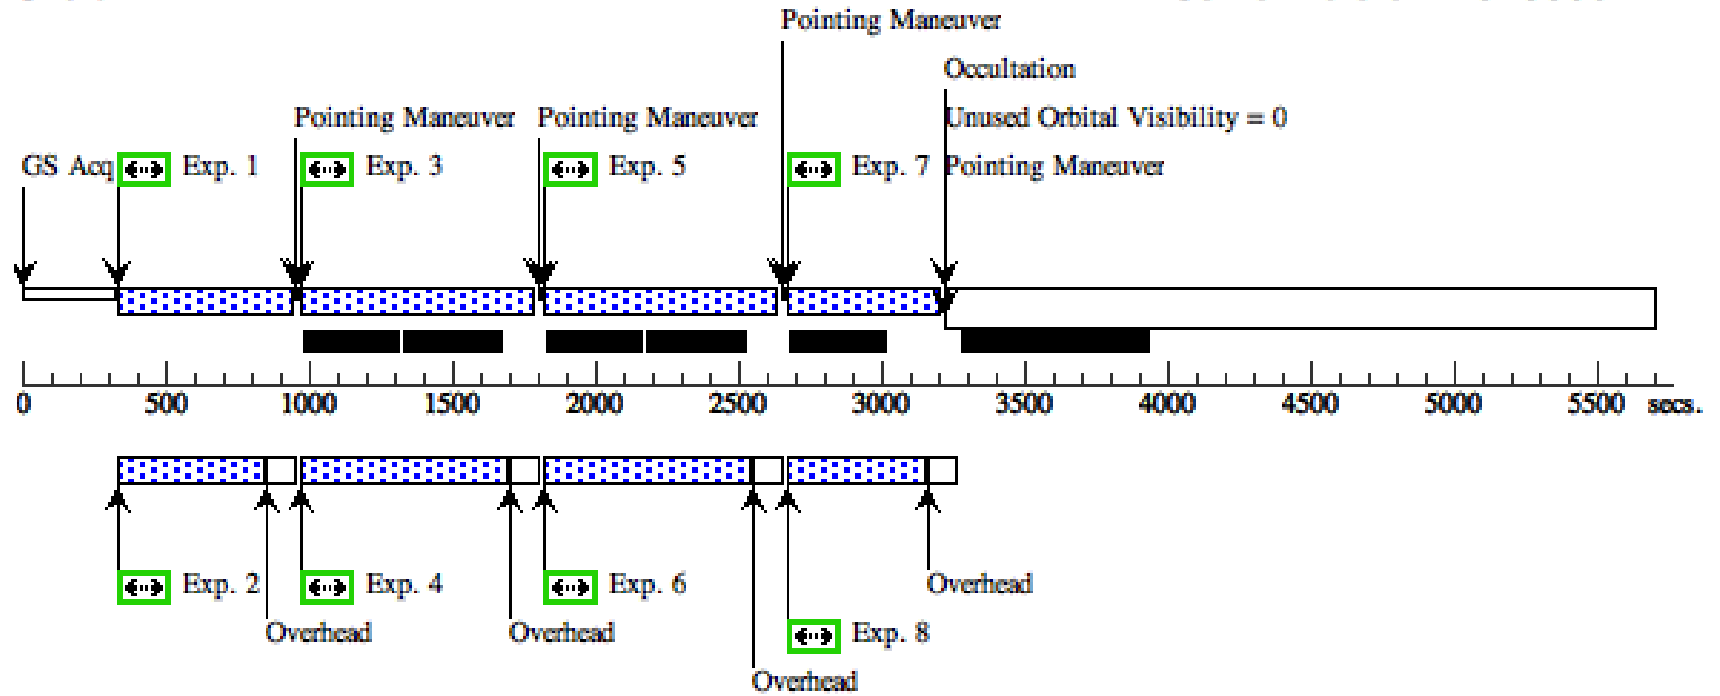 Pointing Maneuver
Occultation
Pointing Maneuver Pointing Maneuver Unused Orbital Visibility = 0
GS Acq Exp. 1 Exp. 3 Exp. 5 Exp. 7 Pointing Maneuver
0 500 1000 1500 2000 2500 3000 3500 4000 4500 5000 5500 secs.
Exp. 2 Exp. 4 Exp. 6 Overhead
Overhead Overhead Exp. 8
Overhead